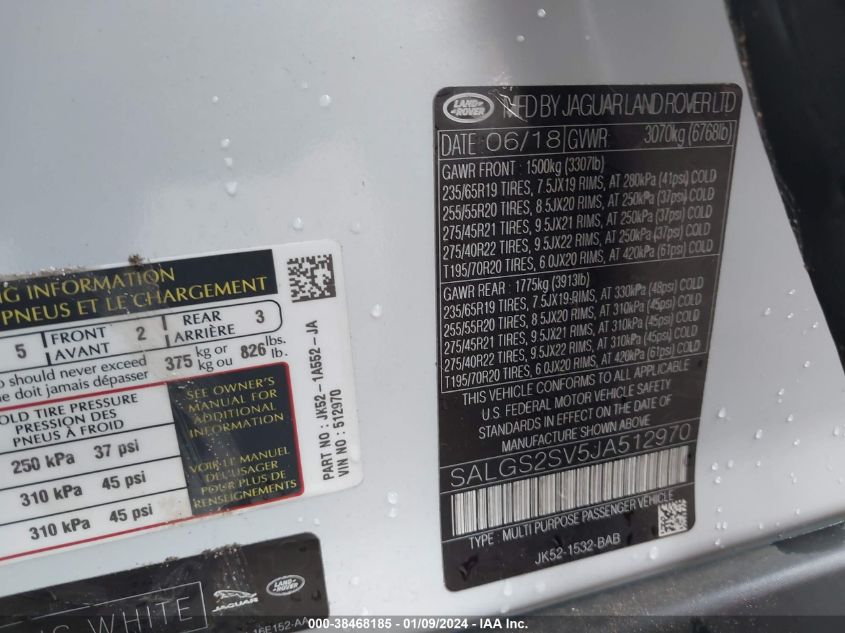 NG INFORMATION
PNEUS ET LE CHARGEMENT
5 FRONT AVANT 2 REAR ARRIÈRE 3
should never exceed
ne doit jamais dépasser
375 kg or kg ou 826 lbs. lb.
OLD TIRE PRESSURE
PRESSION DES
PNEUS À FROID
250 kPa 37 psi
310 kPa 45 psi
310 kPa 45 psi
SEE OWNER'S
MANUAL FOR
ADDITIONAL
INFORMATION
VOIR LE MANUEL
DE L'USAGER
POUR PLUS DE
RENSEIGNEMENTS
PART NO: JK52-1A552-JA
VIN NO: 512970
WHITE
JAGUAR
LAND ROVER
16E152-AA
LAND ROVER
MFD BY JAGUAR LAND ROVER LTD
DATE: 06/18 GVWR: 3070kg (6768lb)
GAWR FRONT : 1500kg (3307lb)
235/65R19 TIRES, 7.5JX19 RIMS, AT 280kPa (41psi) COLD
255/55R20 TIRES, 8.5JX20 RIMS, AT 250kPa (37psi) COLD
275/45R21 TIRES, 9.5JX21 RIMS, AT 250kPa (37psi) COLD
275/40R22 TIRES, 9.5JX22 RIMS, AT 250kPa (37psi) COLD
T195/70R20 TIRES, 6.0JX20 RIMS, AT 420kPa (61psi) COLD
GAWR REAR : 1775kg (3913lb)
235/65R19 TIRES, 7.5JX19 RIMS, AT 330kPa (48psi) COLD
255/55R20 TIRES, 8.5JX20 RIMS, AT 310kPa (45psi) COLD
275/45R21 TIRES, 9.5JX21 RIMS, AT 310kPa (45psi) COLD
275/40R22 TIRES, 9.5JX22 RIMS, AT 310kPa (45psi) COLD
T195/70R20 TIRES, 6.0JX20 RIMS, AT 420kPa (61psi) COLD
THIS VEHICLE CONFORMS TO ALL APPLICABLE
U.S. FEDERAL MOTOR VEHICLE SAFETY
STANDARDS IN EFFECT ON THE DATE OF
MANUFACTURE SHOWN ABOVE.
SALGS2SV5JA512970
TYPE : MULTI PURPOSE PASSENGER VEHICLE
JK52-1532-BAB
000-38468185 - 01/09/2024 - IAA Inc.